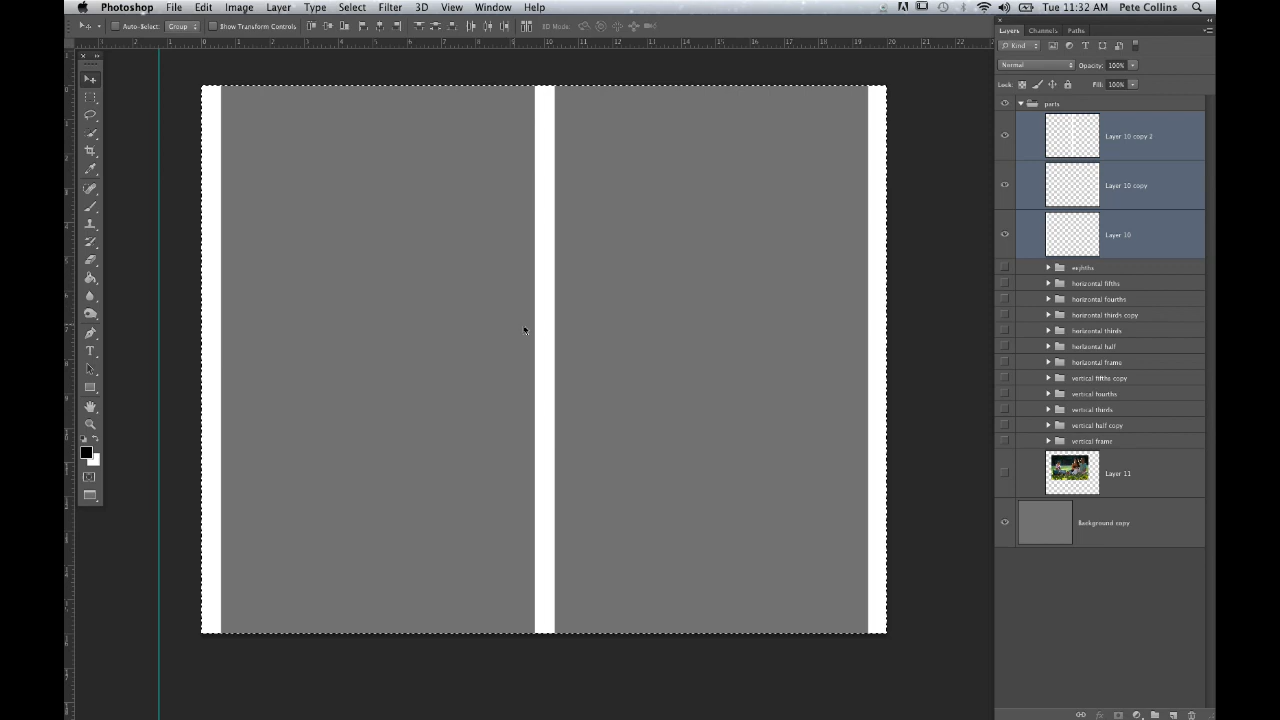 Photoshop File Edit Image Layer Type Select Filter 3D View Window Help Tue 11:32 AM Pete Collins
Auto-Select: Group Show Transform Controls 3D Mode:
Layers Channels Paths
Kind
Normal Opacity: 100%
Lock: Fill: 100%
parts
Layer 10 copy 2
Layer 10 copy
Layer 10
eighths
horizontal fifths
horizontal fourths
horizontal thirds copy
horizontal thirds
horizontal half
horizontal frame
vertical fifths copy
vertical fourths
vertical thirds
vertical half copy
vertical frame
Layer 11
Background copy